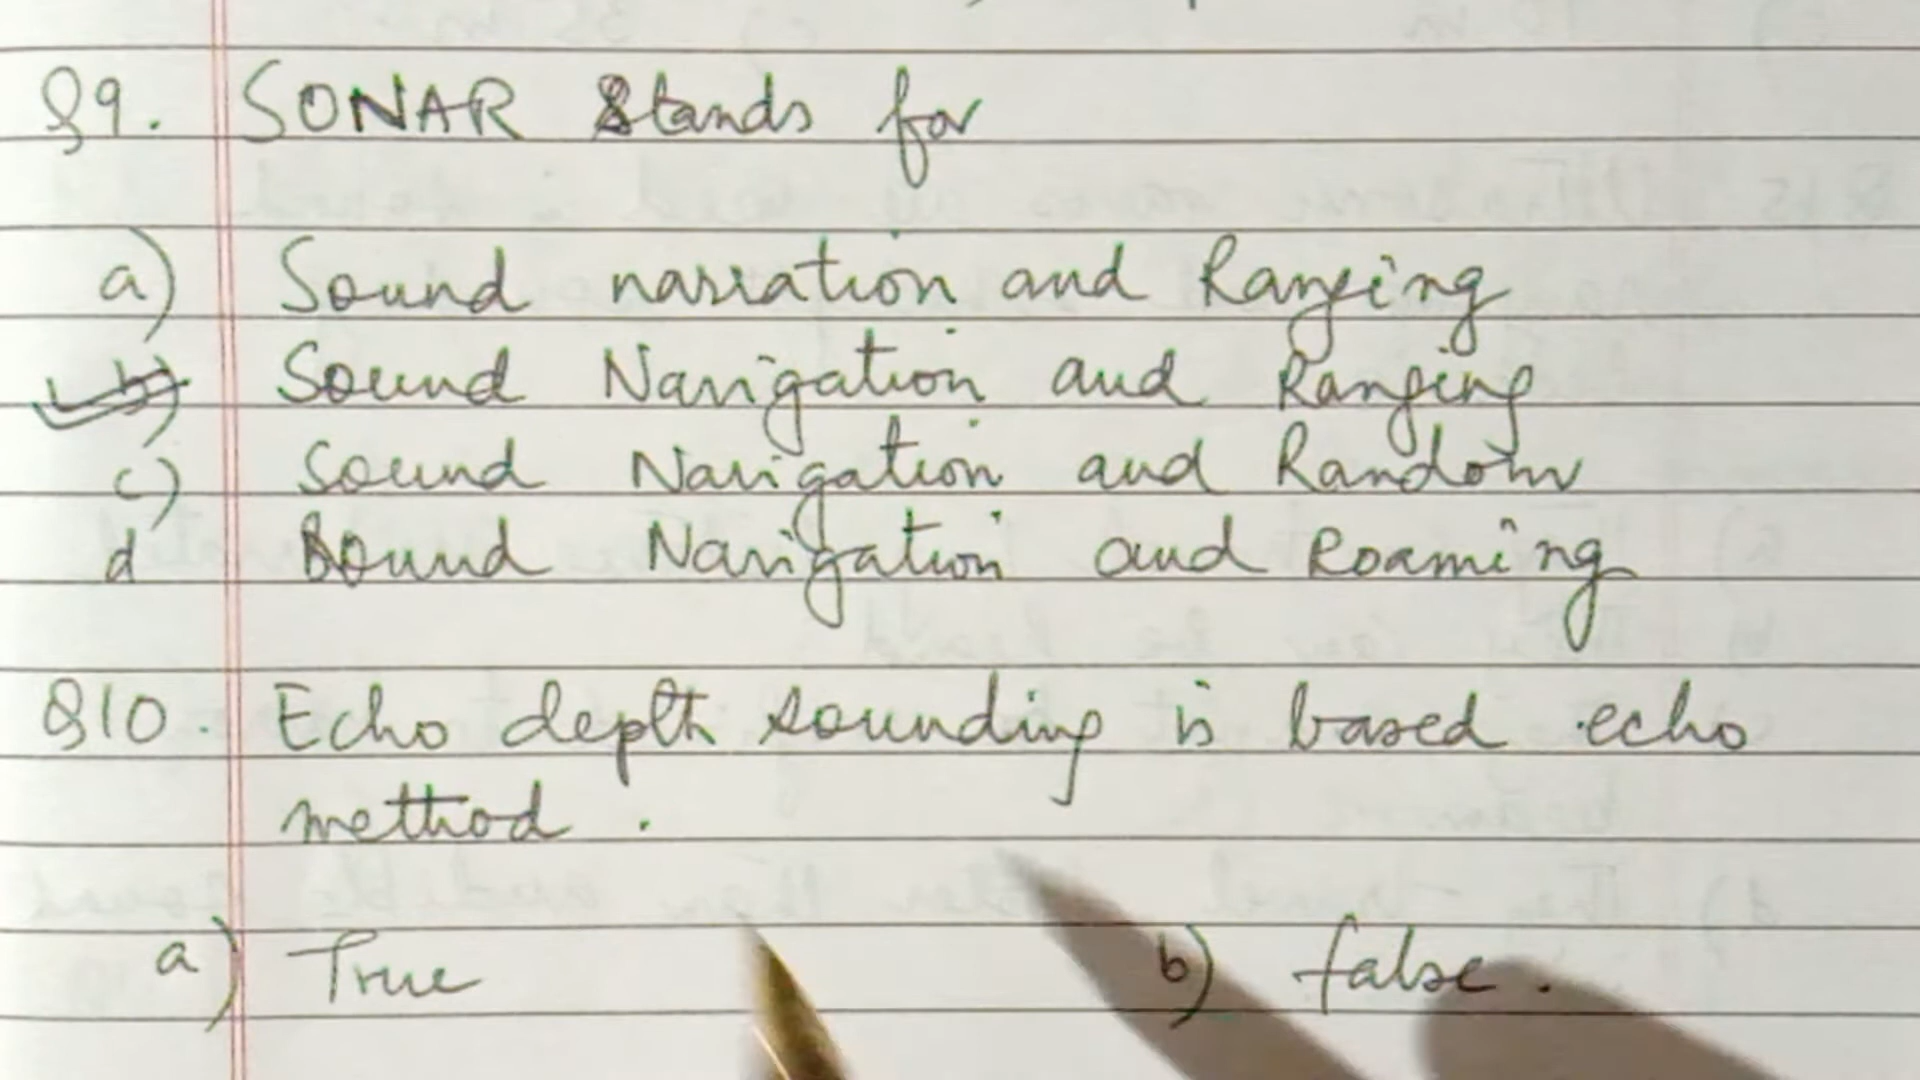 Q9. SONAR Stands for
a) Sound narration and Ranging
b) Sound Navigation and Ranging
c) Sound Navigation and Random
d Sound Navigation and Roaming
Q10. Echo depth sounding is based echo
method.
a) True b) false.